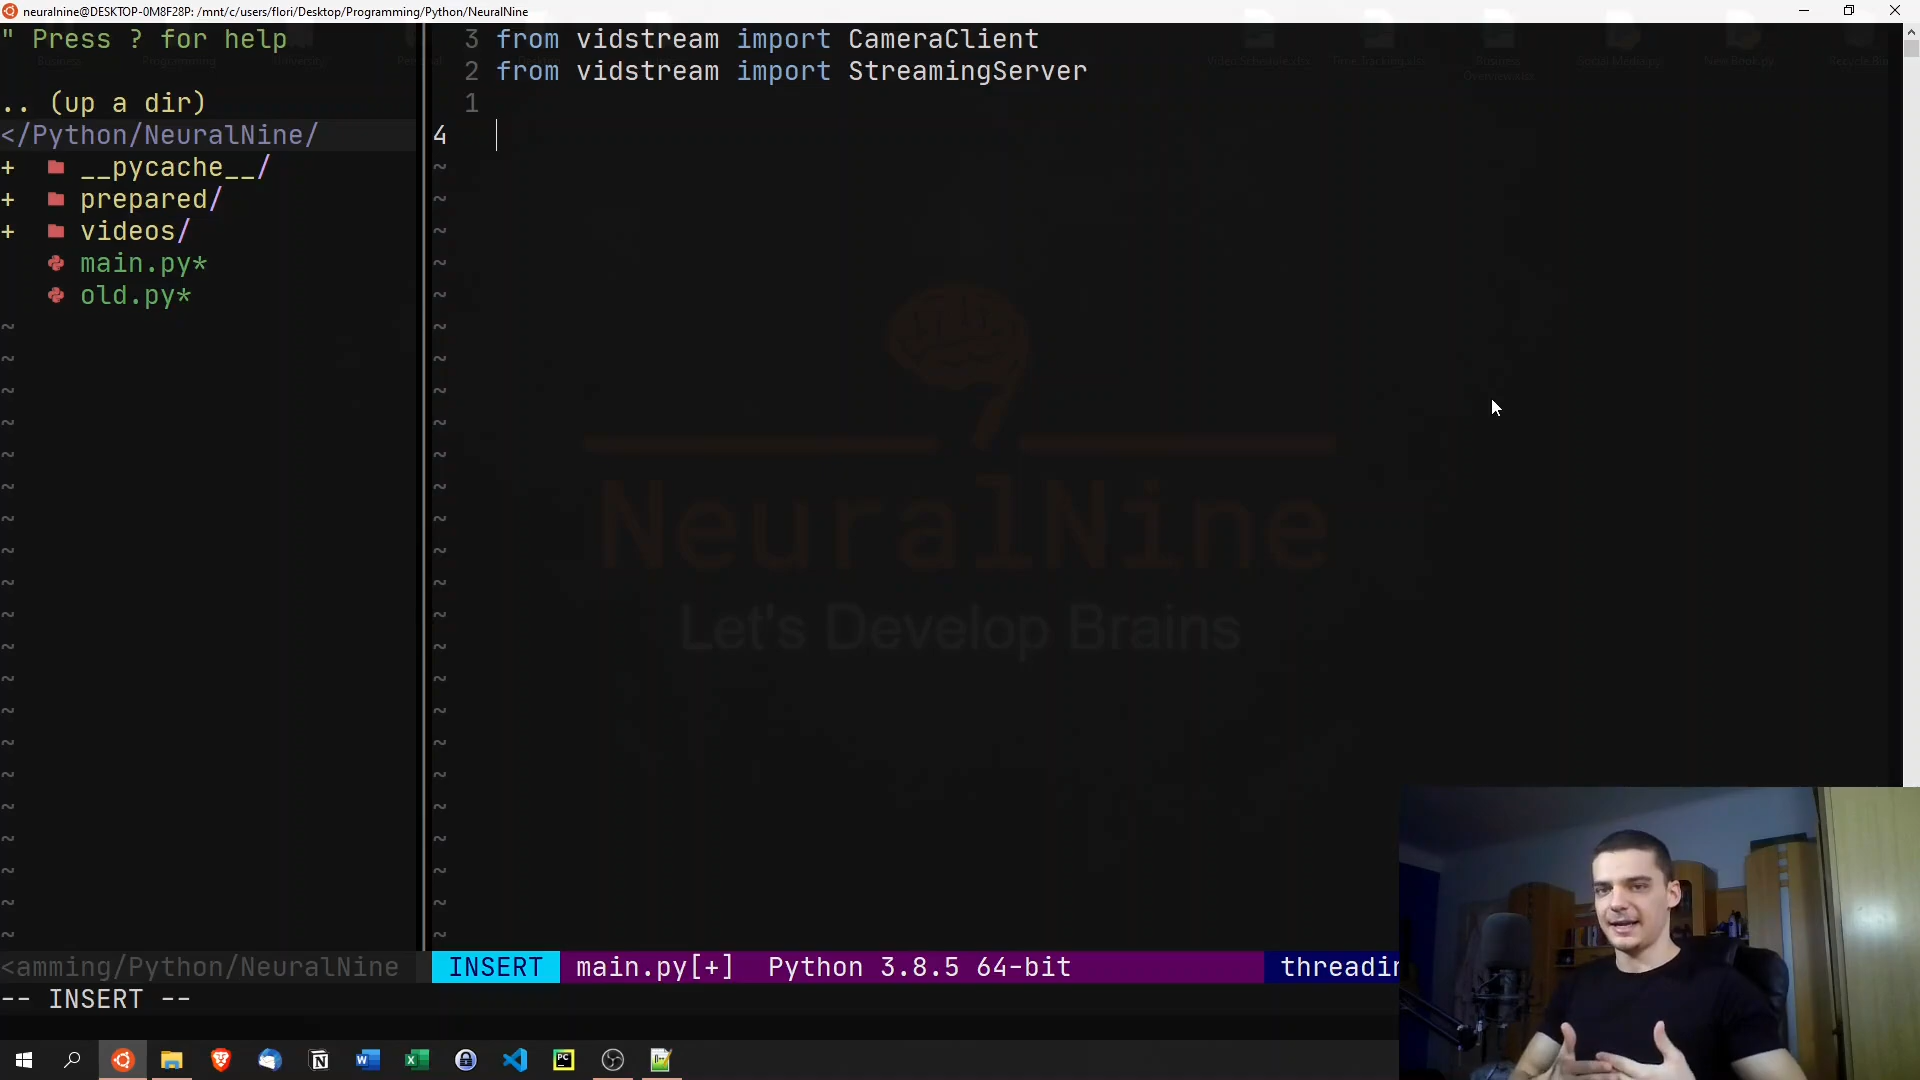 neuralnine@DESKTOP-0M8F28P: /mnt/c/users/flori/Desktop/Programming/Python/NeuralNine
" Press ? for help
.. (up a dir)
</Python/NeuralNine/
+ __pycache__/
+ prepared/
+ videos/
main.py*
old.py*
3 from vidstream import CameraClient
2 from vidstream import StreamingServer
1
4
NeuralNine
Let's Develop Brains
<amming/Python/NeuralNine
INSERT main.py[+] Python 3.8.5 64-bit threadin
-- INSERT --